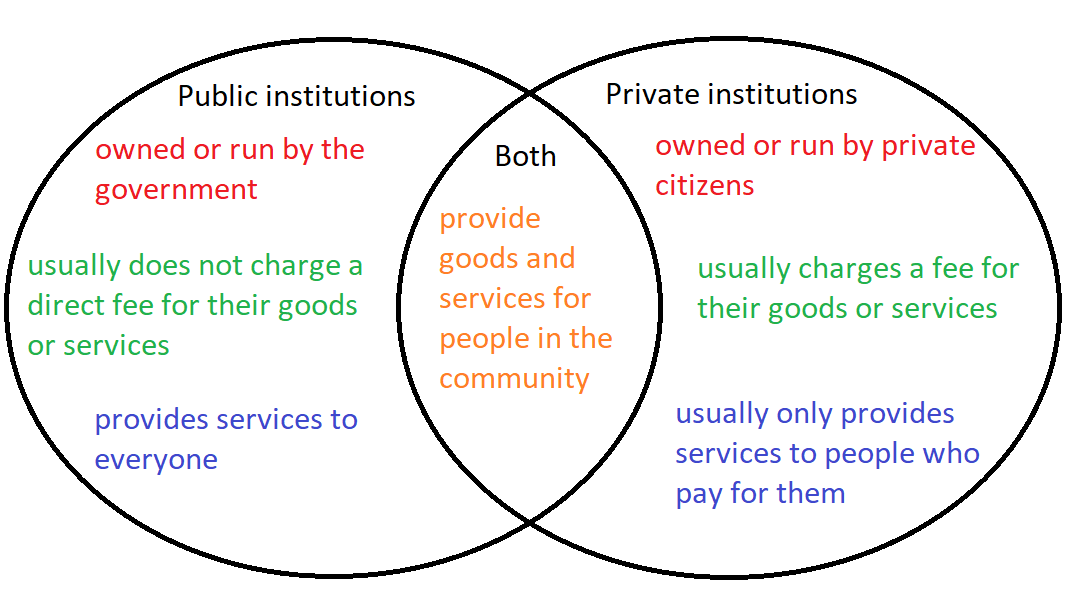 Public institutions
owned or run by the
government
usually does not charge a
direct fee for their goods
or services
provides services to
everyone
Both
provide
goods and
services for
people in the
community
Private institutions
owned or run by private
citizens
usually charges a fee for
their goods or services
usually only provides
services to people who
pay for them